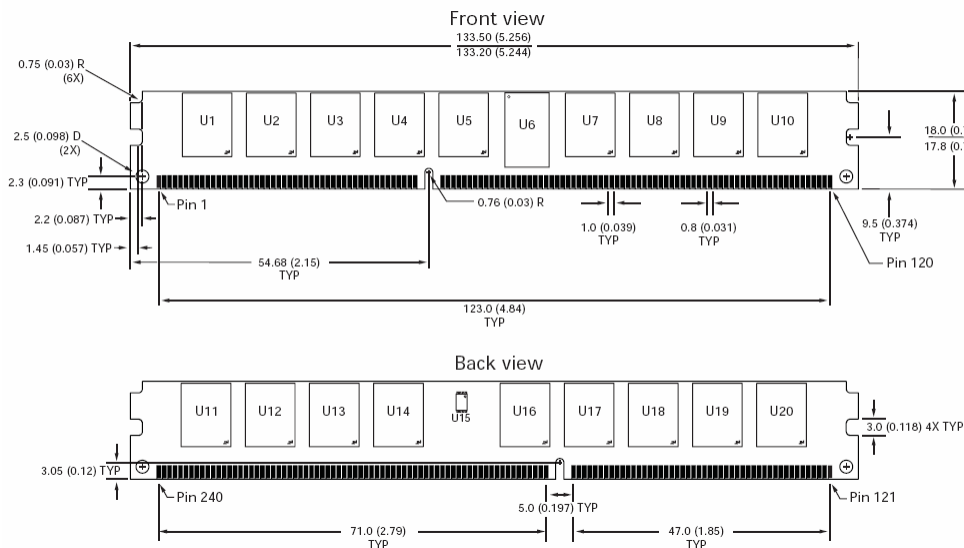 Front view
133.50 (5.256)
133.20 (5.244)
0.75 (0.03) R
(6X)
U1 U2 U3 U4 U5 U6 U7 U8 U9 U10
2.5 (0.098) D
(2X)
18.0 (0.
17.8 (0.
2.3 (0.091) TYP
Pin 1
0.76 (0.03) R
2.2 (0.087) TYP
1.0 (0.039)
TYP
0.8 (0.031)
TYP
9.5 (0.374)
TYP
1.45 (0.057) TYP
54.68 (2.15)
TYP
Pin 120
123.0 (4.84)
TYP
Back view
U11 U12 U13 U14 U15 U16 U17 U18 U19 U20
3.0 (0.118) 4X TYP
3.05 (0.12) TYP
Pin 240
Pin 121
5.0 (0.197) TYP
71.0 (2.79)
TYP
47.0 (1.85)
TYP